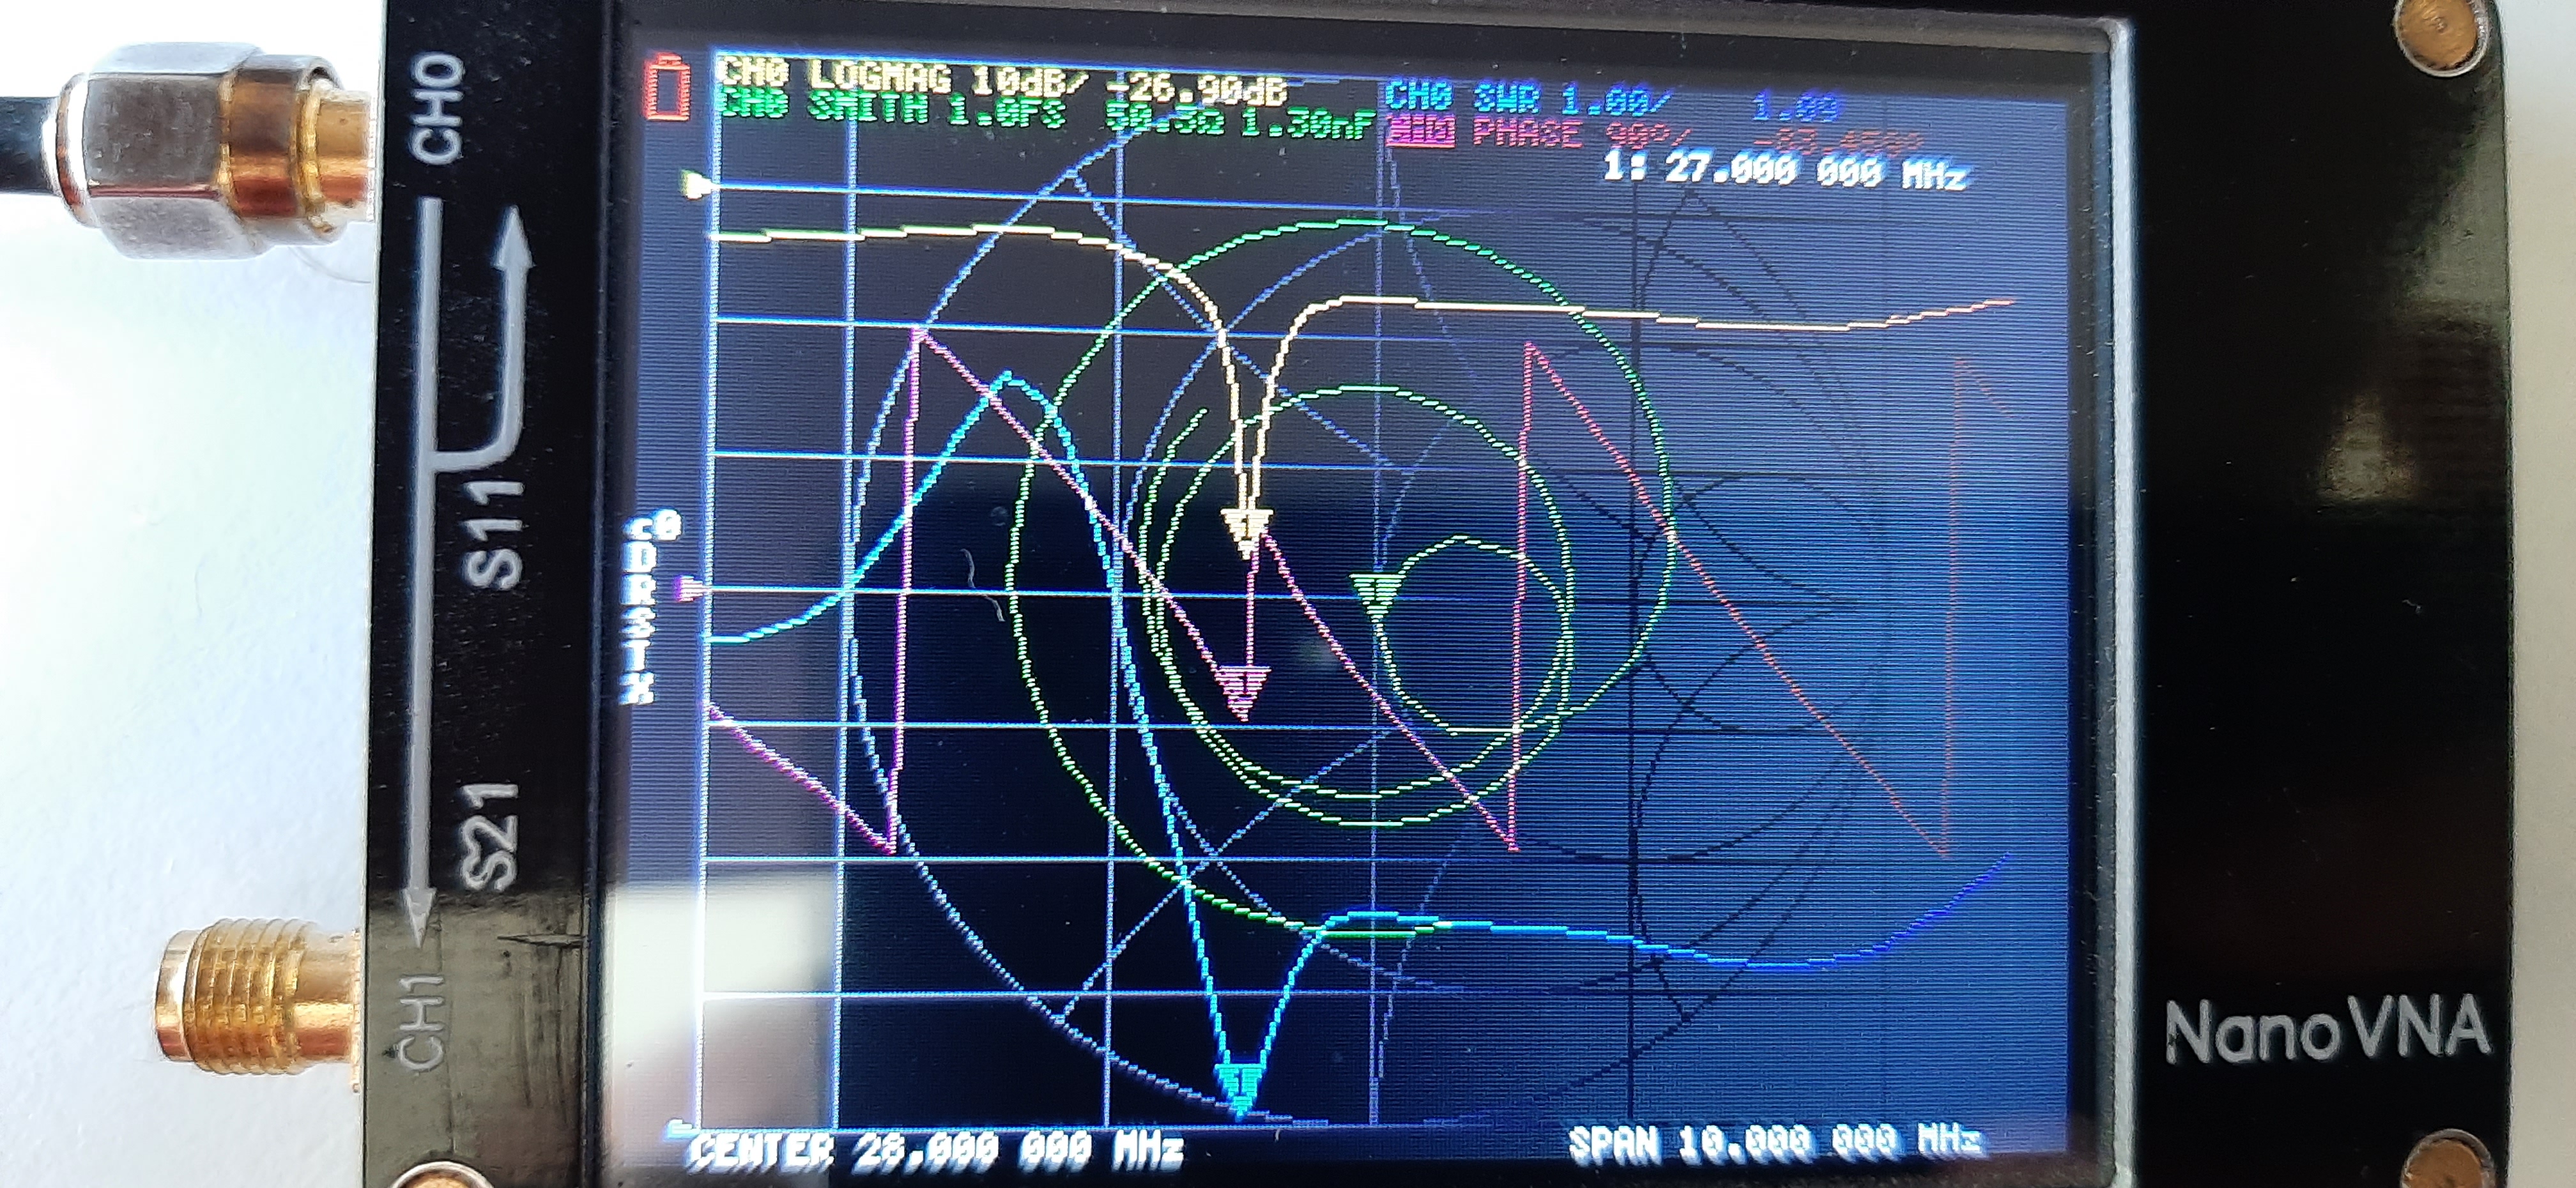 CH1
S21
S11
CH0
CH0 LOGMAG 10dB/ -26.90dB
CH0 SWR 1.00/ 1.09
CH0 SMITH 1.0FS 50.3Ω 1.30nF
CH0 PHASE 90°/
1: 27.000 000 MHz
C0
D
R
S
T
X
CENTER 28.000 000 MHz
SPAN 10.000 000 MHz
NanoVNA